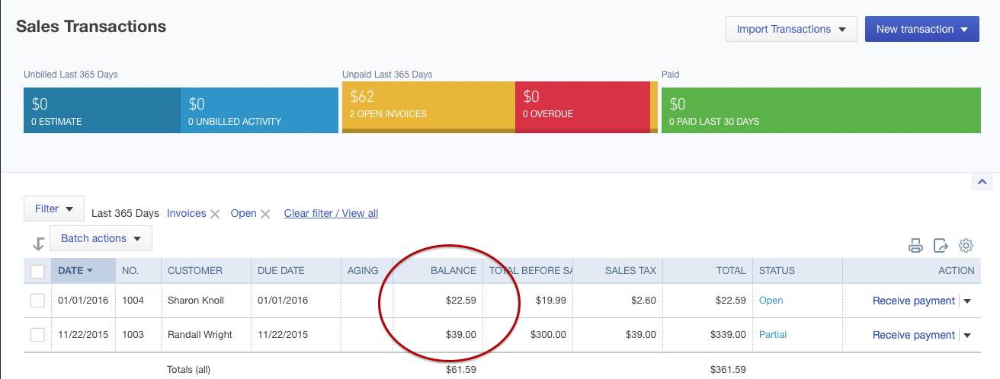 Sales Transactions
Import Transactions
New transaction
Unbilled Last 365 Days
Unpaid Last 365 Days
Paid
$0
0 ESTIMATE
$0
0 UNBILLED ACTIVITY
$62
2 OPEN INVOICES
$0
0 OVERDUE
$0
0 PAID LAST 30 DAYS
Filter
Last 365 Days Invoices Open Clear filter / View all
Batch actions
DATE NO. CUSTOMER DUE DATE AGING BALANCE TOTAL BEFORE SA SALES TAX TOTAL STATUS ACTION
01/01/2016 1004 Sharon Knoll 01/01/2016 $22.59 $19.99 $2.60 $22.59 Open Receive payment
11/22/2015 1003 Randall Wright 11/22/2015 $39.00 $300.00 $39.00 $339.00 Partial Receive payment
Totals (all) $61.59 $361.59